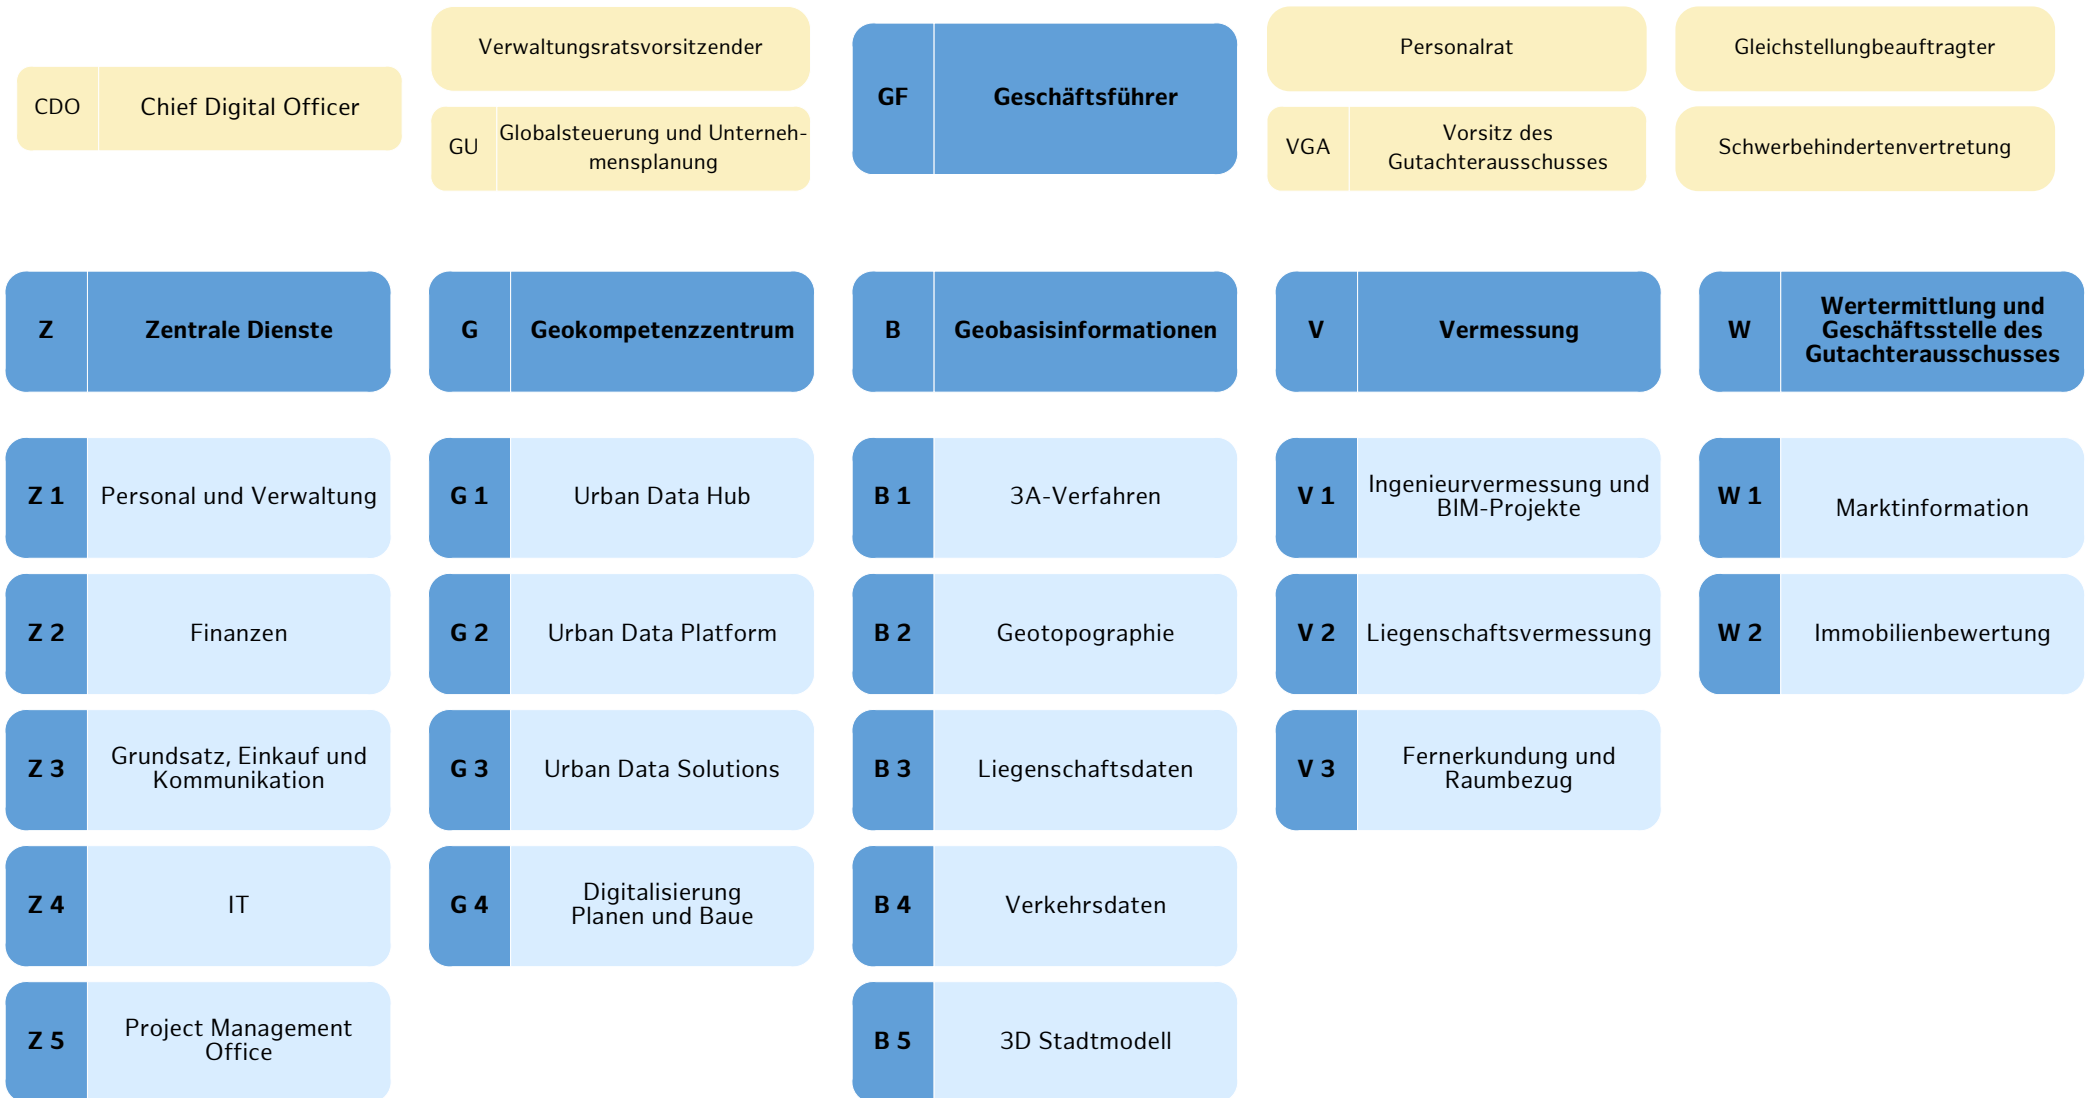 CDO
Chief Digital Officer
Verwaltungsratsvorsitzender
GU
Globalsteuerung und Unterneh-
mensplanung
GF
Geschäftsführer
Personalrat
VGA
Vorsitz des
Gutachterausschusses
Gleichstellungbeauftragter
Schwerbehindertenvertretung
Z
Zentrale Dienste
G
Geokompetenzzentrum
B
Geobasisinformationen
V
Vermessung
W
Wertermittlung und
Geschäftsstelle des
Gutachterausschusses
Z 1
Personal und Verwaltung
G 1
Urban Data Hub
B 1
3A-Verfahren
V 1
Ingenieurvermessung und
BIM-Projekte
W 1
Marktinformation
Z 2
Finanzen
G 2
Urban Data Platform
B 2
Geotopographie
V 2
Liegenschaftsvermessung
W 2
Immobilienbewertung
Z 3
Grundsatz, Einkauf und
Kommunikation
G 3
Urban Data Solutions
B 3
Liegenschaftsdaten
V 3
Fernerkundung und
Raumbezug
Z 4
IT
G 4
Digitalisierung
Planen und Baue
B 4
Verkehrsdaten
Z 5
Project Management
Office
B 5
3D Stadtmodell